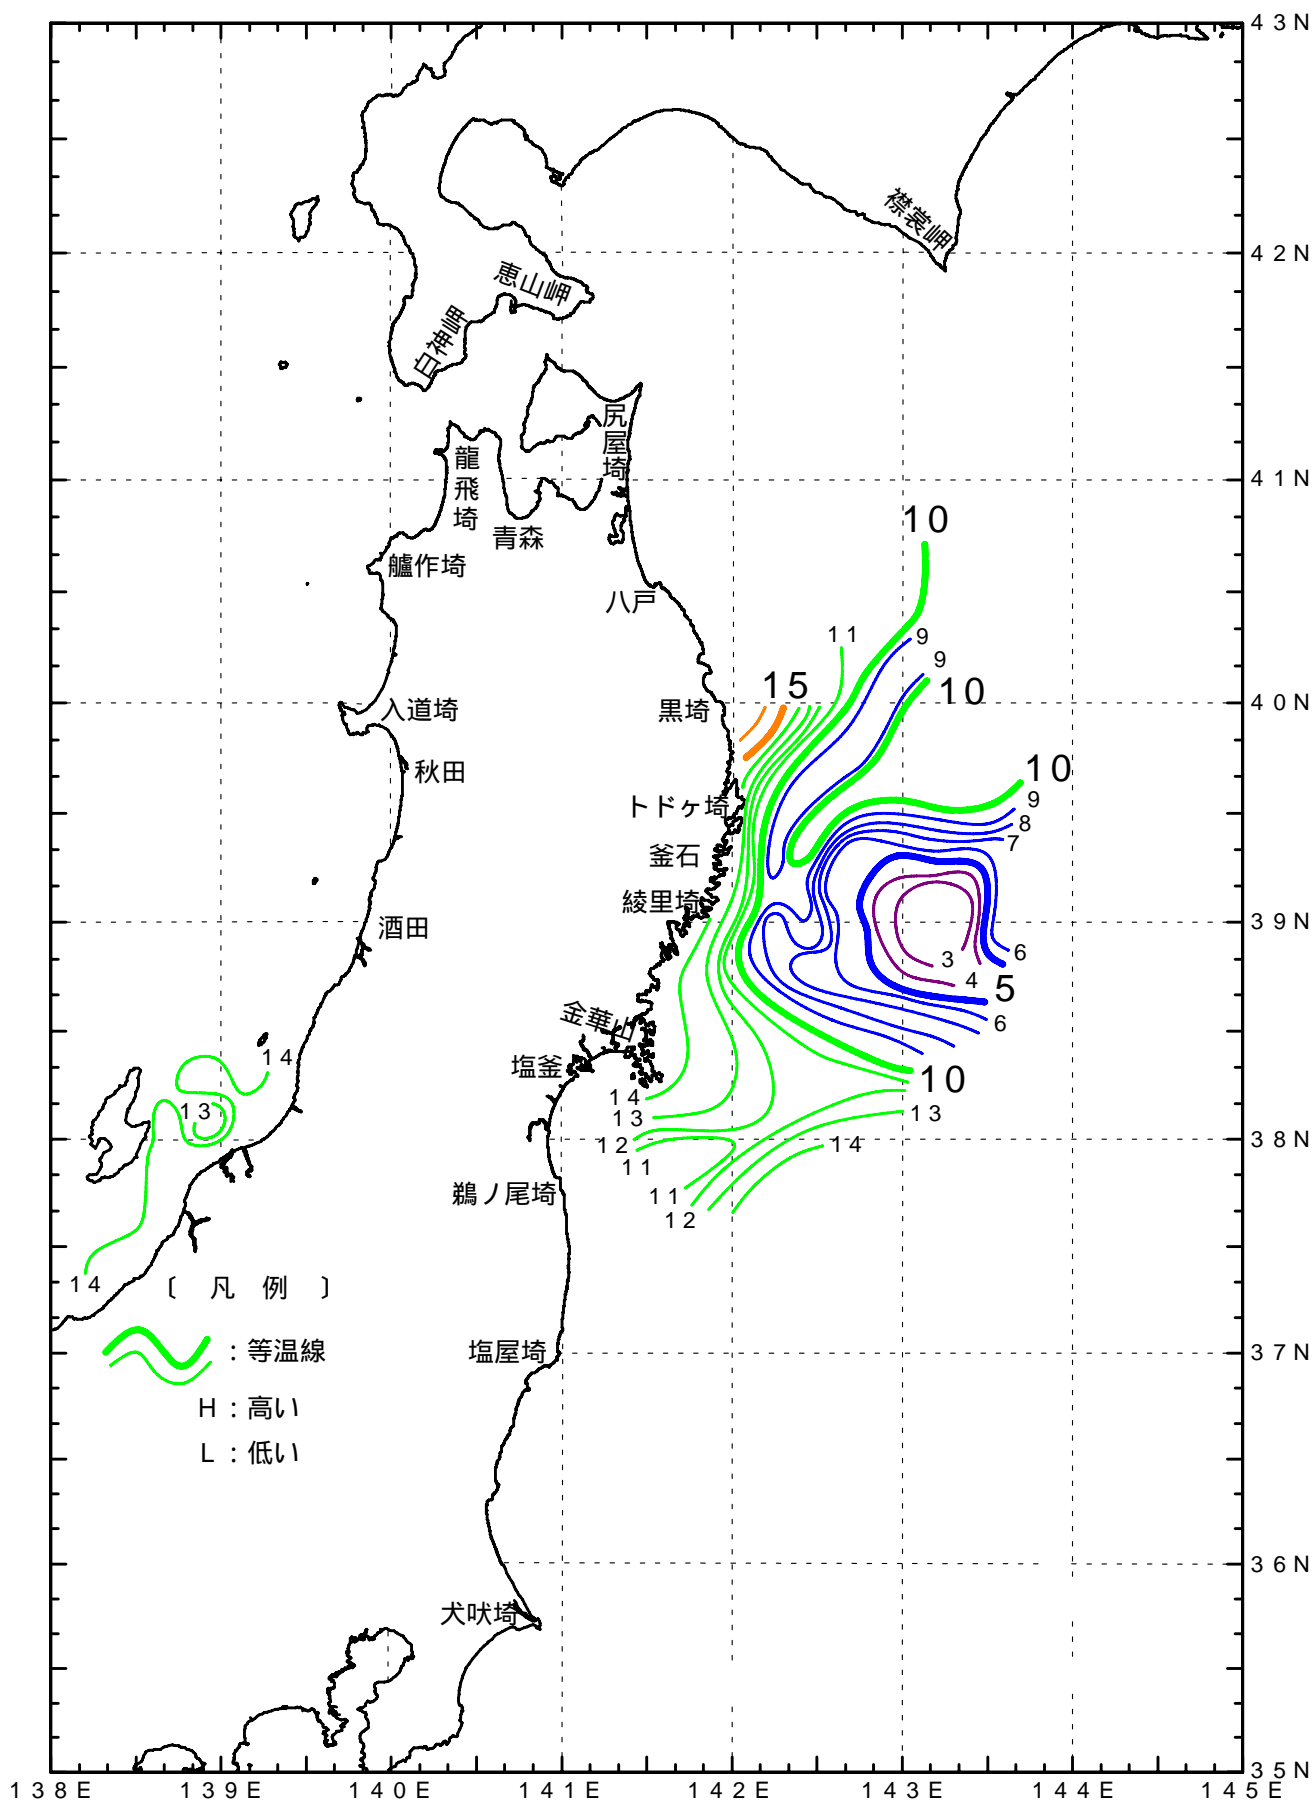 43N
襟裳岬
42N
恵山岬
白神岬
尻屋埼
龍飛埼
41N
青森
10
艫作埼
八戸
11
9
9
15
10
入道埼
黒埼
40N
秋田
10
トドヶ埼
9
8
7
釜石
綾里埼
酒田
39N
6
3
4
5
金華山
6
14
塩釜
10
14
13
13
13
12
38N
14
11
鵜ノ尾埼
11
12
14
〔 凡 例 〕
：等温線
塩屋埼
37N
H：高い
L：低い
36N
犬吠埼
35N
138E 139E 140E 141E 142E 143E 144E 145E